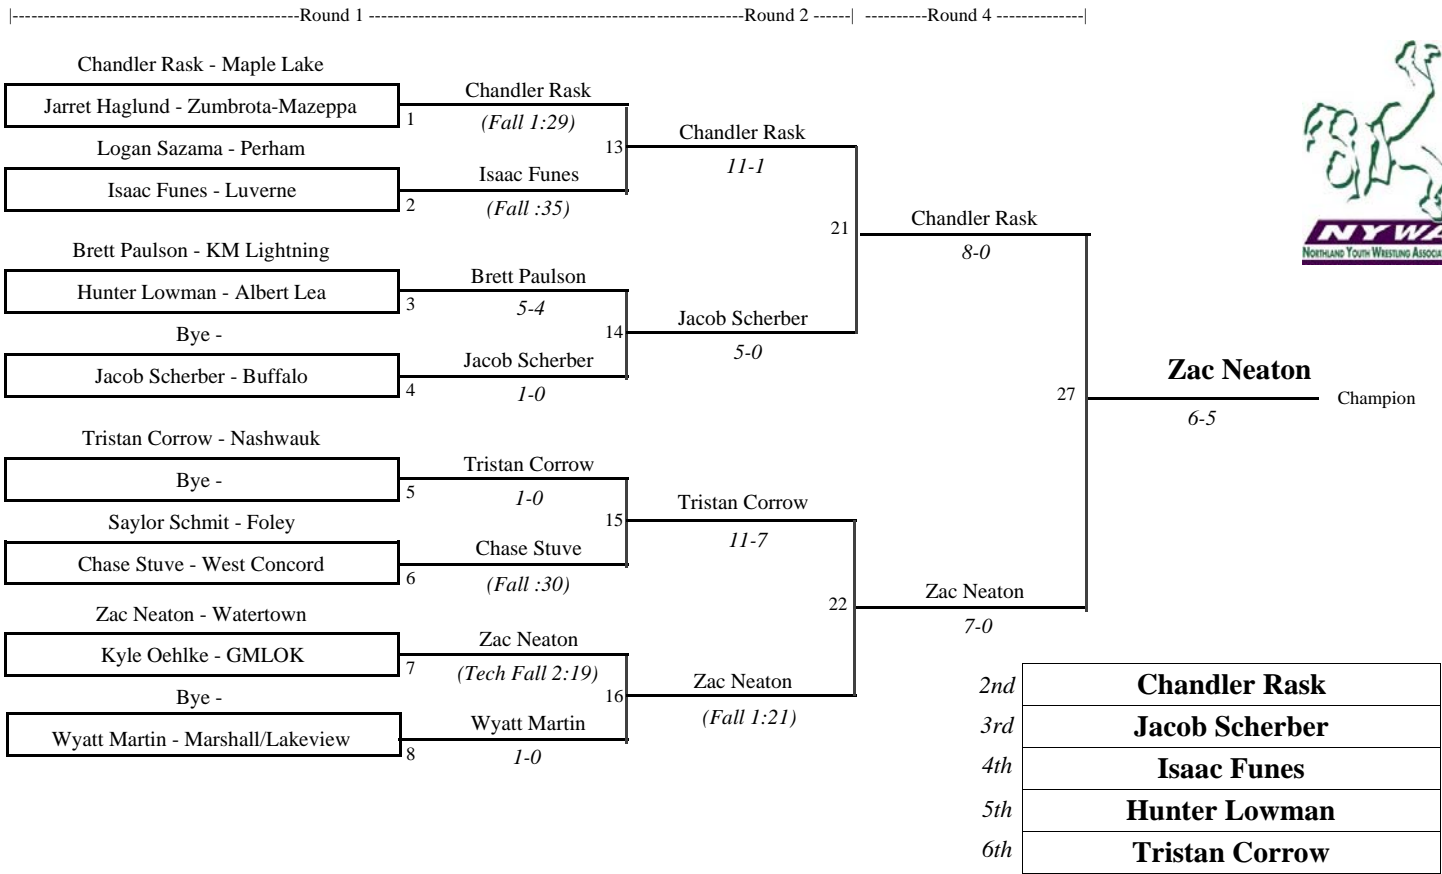 |--------------------------------------------------Round 1 ------------------------------------------------------------------Round 2 ------| ----------Round 4 --------------|
Chandler Rask - Maple Lake
Jarret Haglund - Zumbrota-Mazeppa
1
Chandler Rask
(Fall 1:29)
Logan Sazama - Perham
Isaac Funes - Luverne
2
Isaac Funes
(Fall :35)
13
Chandler Rask
11-1
Brett Paulson - KM Lightning
Hunter Lowman - Albert Lea
3
Brett Paulson
5-4
Bye -
Jacob Scherber - Buffalo
4
Jacob Scherber
1-0
14
Jacob Scherber
5-0
21
Chandler Rask
8-0
Tristan Corrow - Nashwauk
Bye -
5
Tristan Corrow
1-0
Saylor Schmit - Foley
Chase Stuve - West Concord
6
Chase Stuve
(Fall :30)
15
Tristan Corrow
11-7
Zac Neaton - Watertown
Kyle Oehlke - GMLOK
7
Zac Neaton
(Tech Fall 2:19)
Bye -
Wyatt Martin - Marshall/Lakeview
8
Wyatt Martin
1-0
16
Zac Neaton
(Fall 1:21)
22
Zac Neaton
7-0
27
Zac Neaton
6-5
Champion
NYWA
NORTHLAND YOUTH WRESTLING
2nd Chandler Rask
3rd Jacob Scherber
4th Isaac Funes
5th Hunter Lowman
6th Tristan Corrow